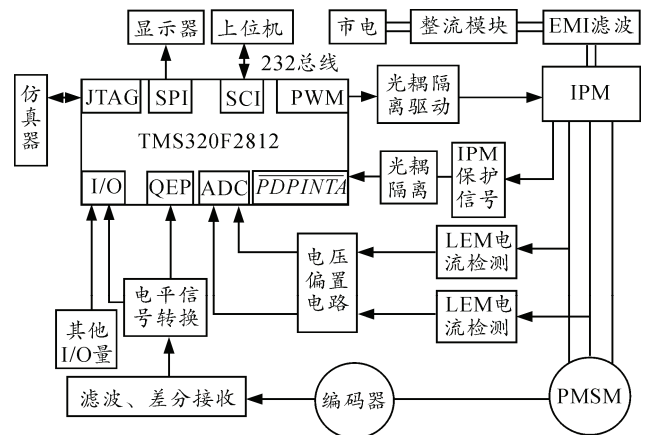 显示器
上位机
市电
整流模块
EMI滤波
232总线
仿
真
器
JTAG
SPI
SCI
PWM
光耦隔
离驱动
IPM
TMS320F2812
I/O
QEP
ADC
PDPINTA
光耦
隔离
IPM
保护
信号
电压
偏置
电路
LEM电
流检测
LEM电
流检测
电平信
号转换
其他
I/O量
滤波、差分接收
编码器
PMSM